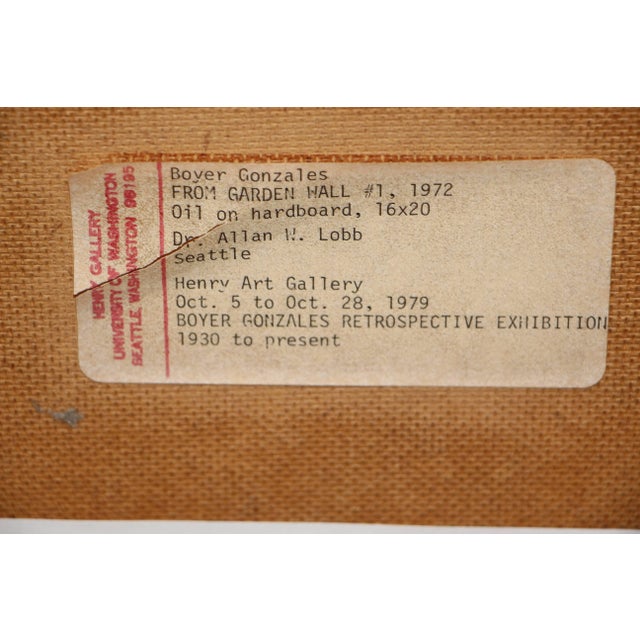 HENRY GALLERY
UNIVERSITY OF WASHINGTON
SEATTLE, WASHINGTON 98195
Boyer Gonzales
FROM GARDEN WALL #1, 1972
Oil on hardboard, 16x20
Dr. Allan W. Lobb
Seattle
Henry Art Gallery
Oct. 5 to Oct. 28, 1979
BOYER GONZALES RETROSPECTIVE EXHIBITION
1930 to present